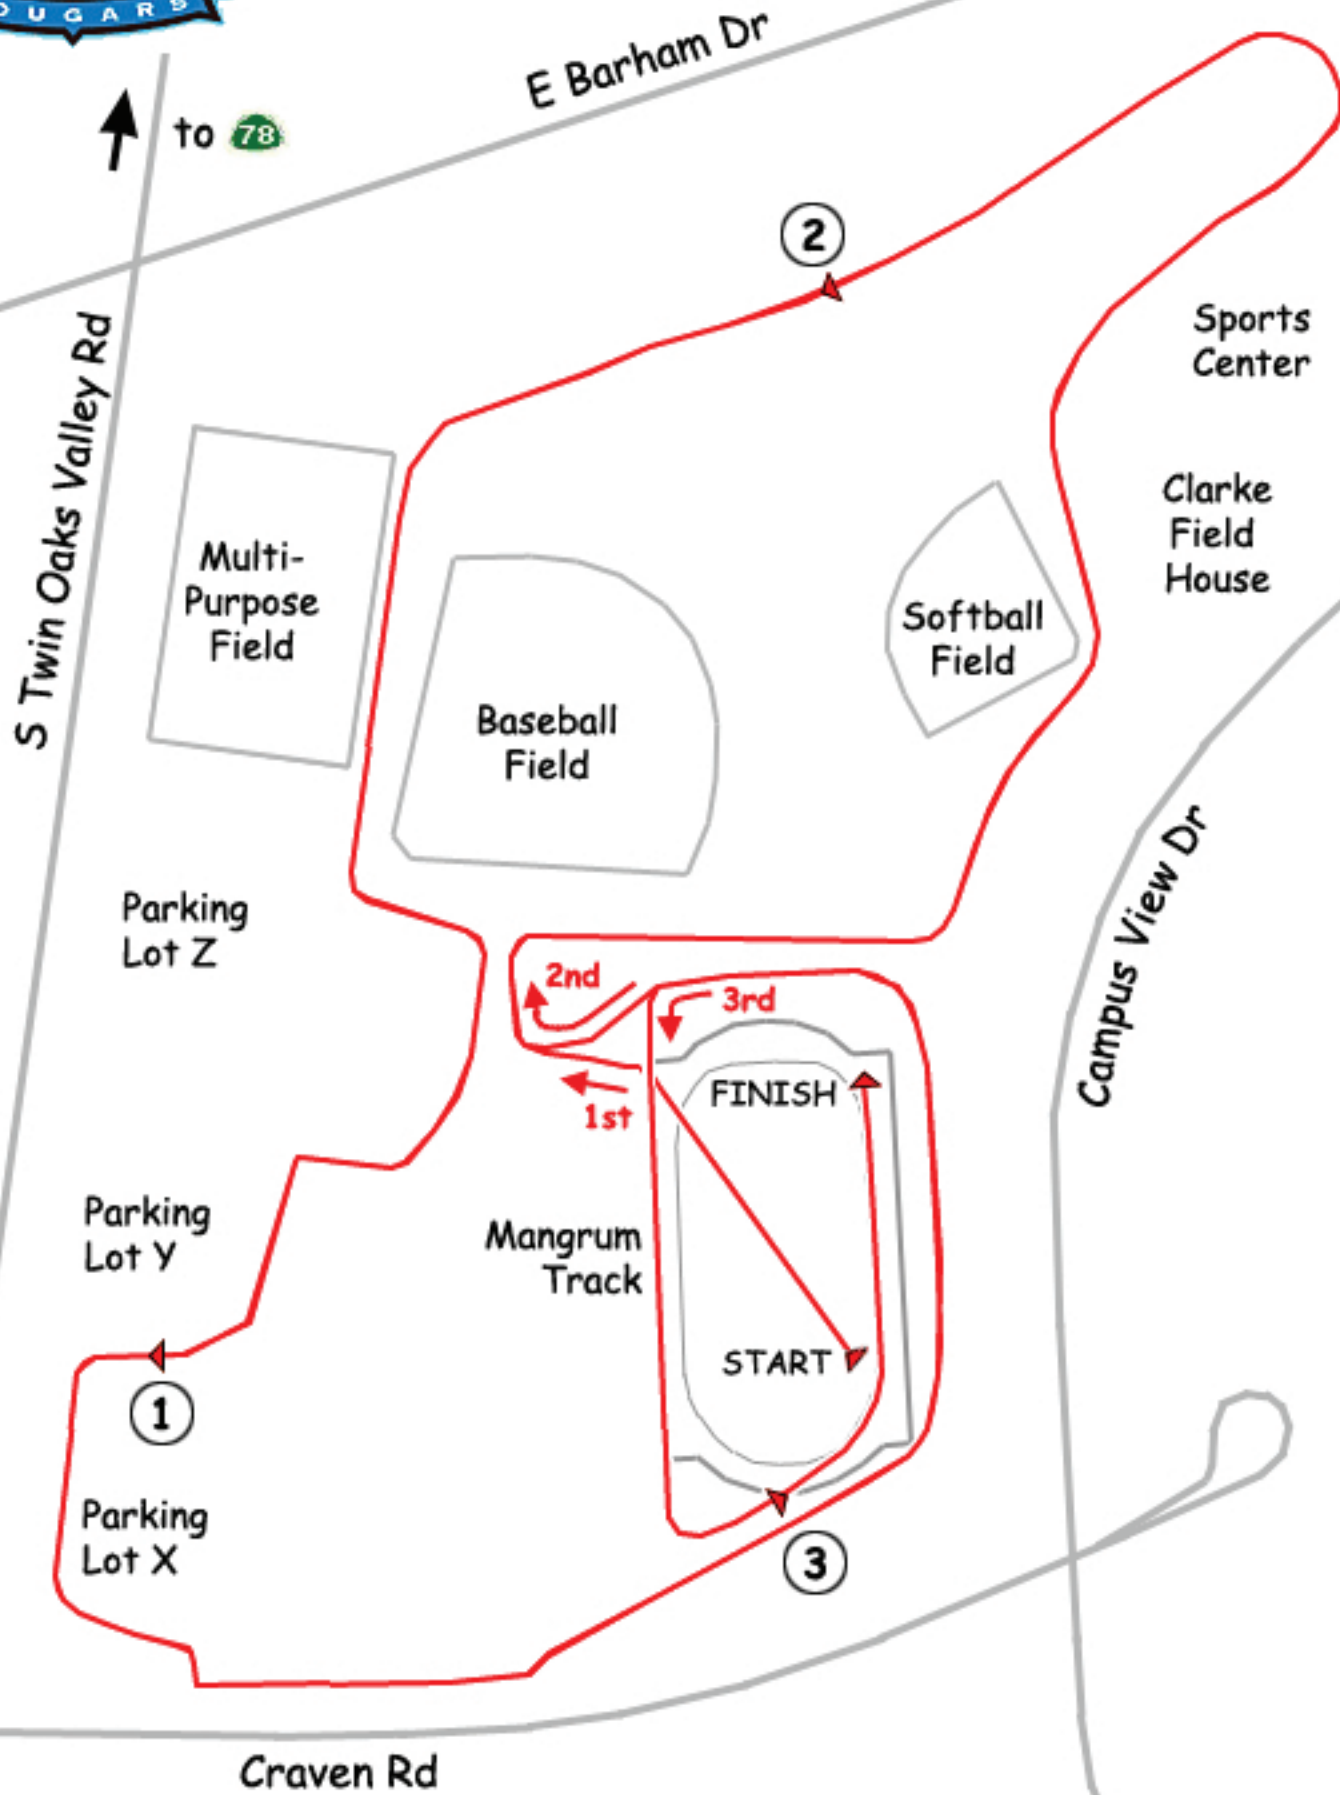 OUGARS
E Barham Dr
to 78
2
S Twin Oaks Valley Rd
Sports
Center
Multi-
Purpose
Field
Clarke
Field
House
Softball
Field
Baseball
Field
Campus View Dr
Parking
Lot Z
2nd
3rd
FINISH
1st
Parking
Lot Y
Mangrum
Track
START
1
Parking
Lot X
3
Craven Rd